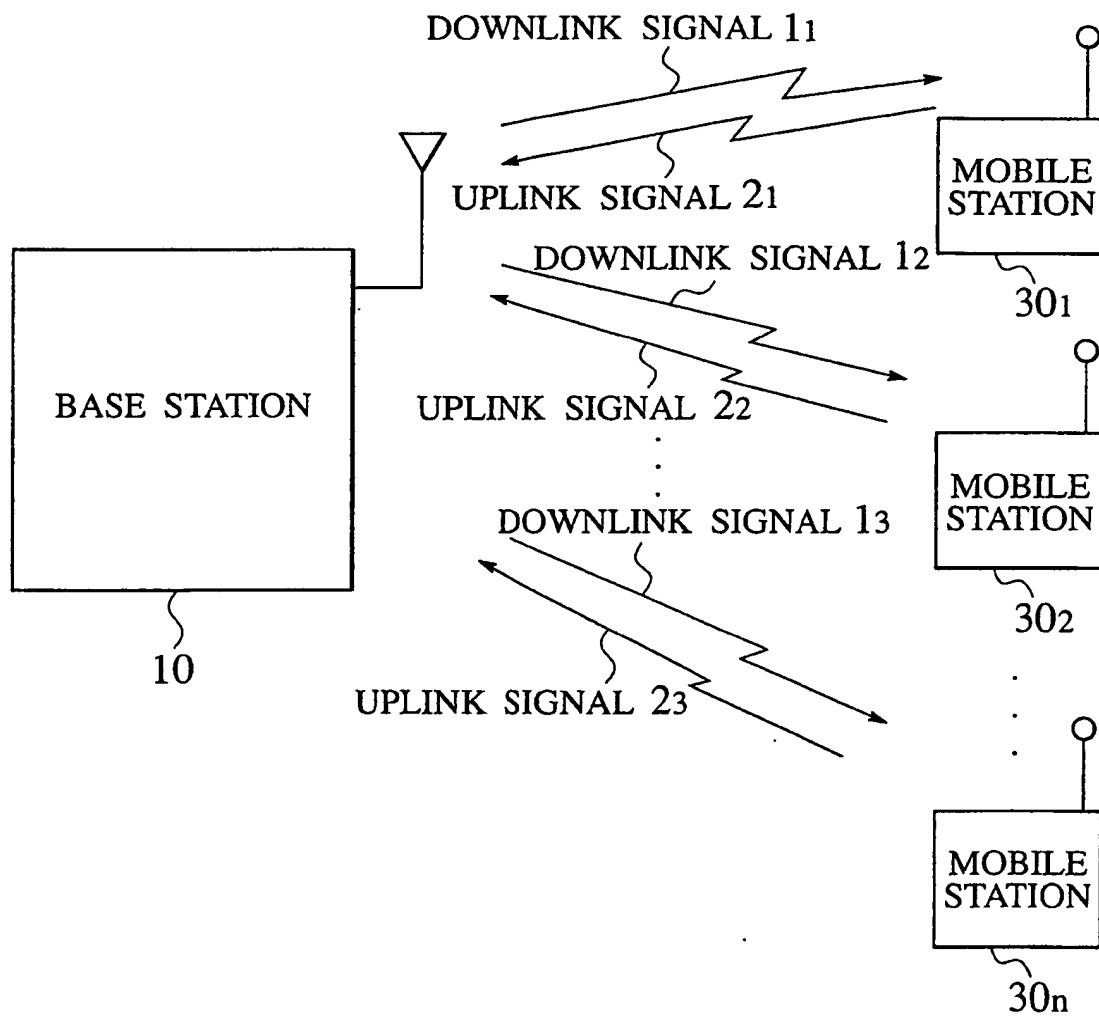 DOWNLINK SIGNAL 11
UPLINK SIGNAL 21
MOBILE
STATION
301
DOWNLINK SIGNAL 12
BASE STATION
UPLINK SIGNAL 22
MOBILE
STATION
302
DOWNLINK SIGNAL 13
10
UPLINK SIGNAL 23
MOBILE
STATION
30n